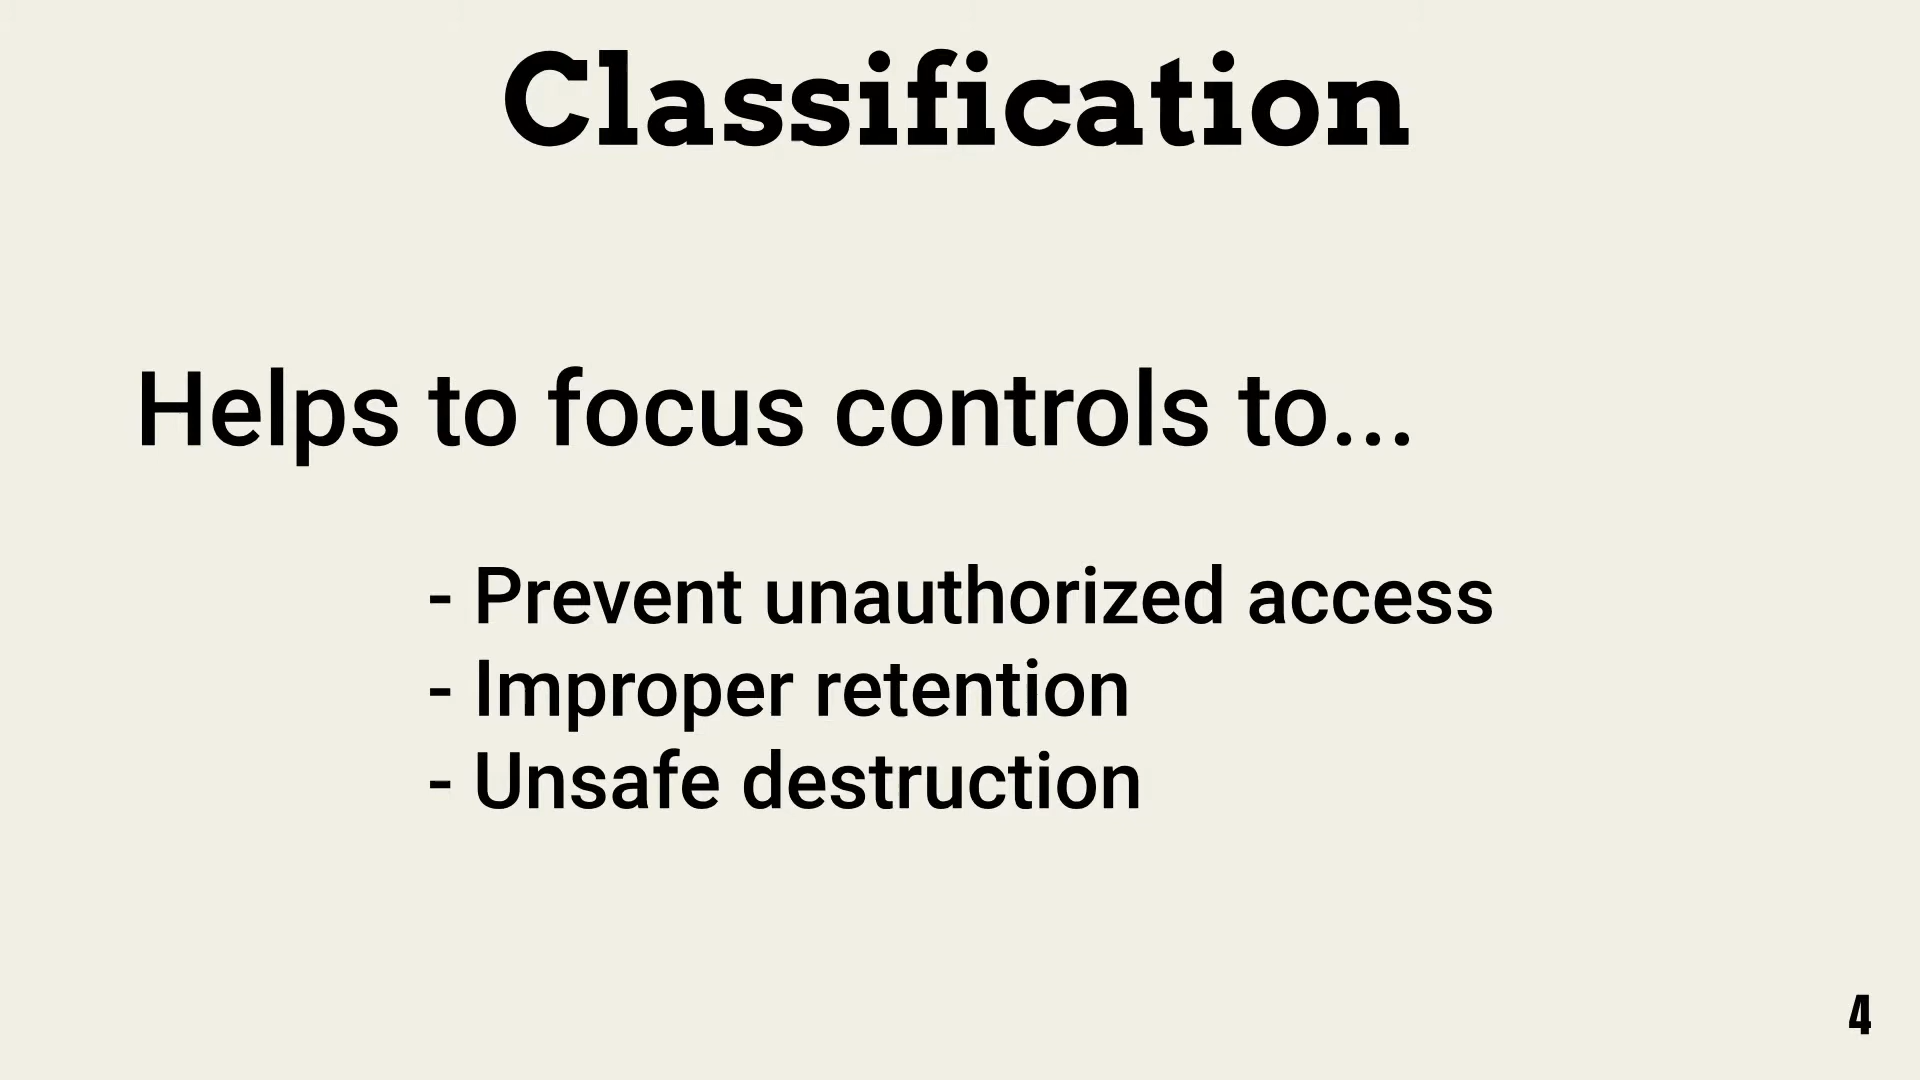 Classification
Helps to focus controls to...
- Prevent unauthorized access
- Improper retention
- Unsafe destruction
4